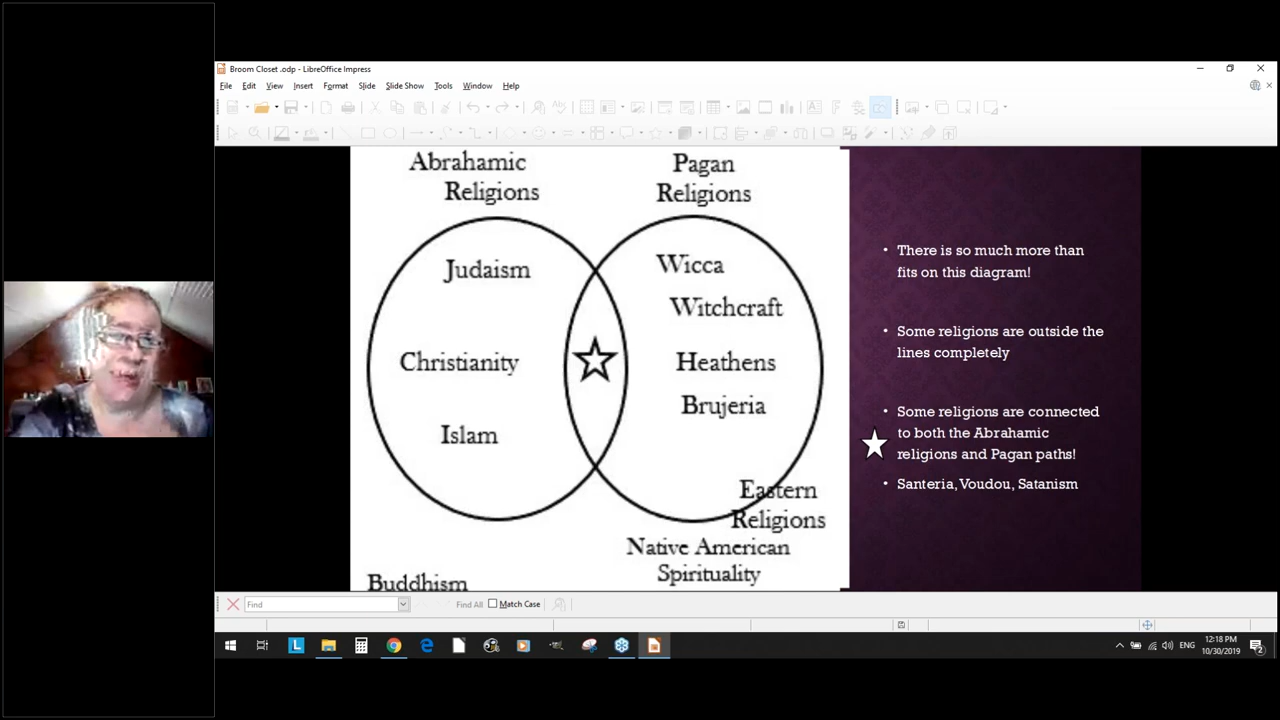 Broom Closet .odp - LibreOffice Impress
File Edit View Insert Format Slide Slide Show Tools Window Help
Abrahamic
Religions
Pagan
Religions
Judaism
Christianity
Islam
Wicca
Witchcraft
Heathens
Brujeria
Eastern
Religions
Native American
Spirituality
Buddhism
• There is so much more than
fits on this diagram!
• Some religions are outside the
lines completely
• Some religions are connected
to both the Abrahamic
religions and Pagan paths!
• Santeria, Voudou, Satanism
Find Find All Match Case
L ENG 12:18 PM
10/30/2019 2